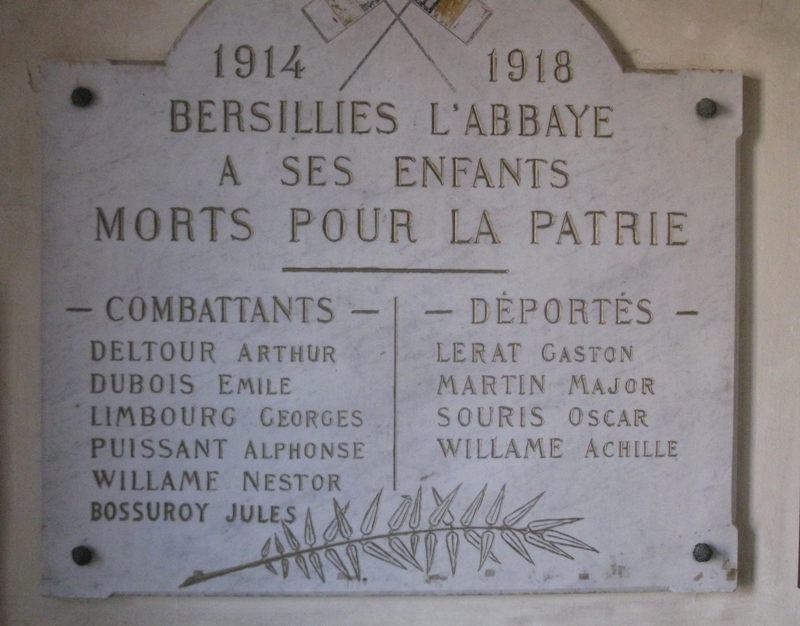 1914 1918
BERSILLIES L'ABBAYE
A SES ENFANTS
MORTS POUR LA PATRIE
– COMBATTANTS –
DELTOUR ARTHUR
DUBOIS EMILE
LIMBOURG GEORGES
PUISSANT ALPHONSE
WILLAME NESTOR
BOSSUROY JULES
– DÉPORTÉS –
LERAT GASTON
MARTIN MAJOR
SOURIS OSCAR
WILLAME ACHILLE